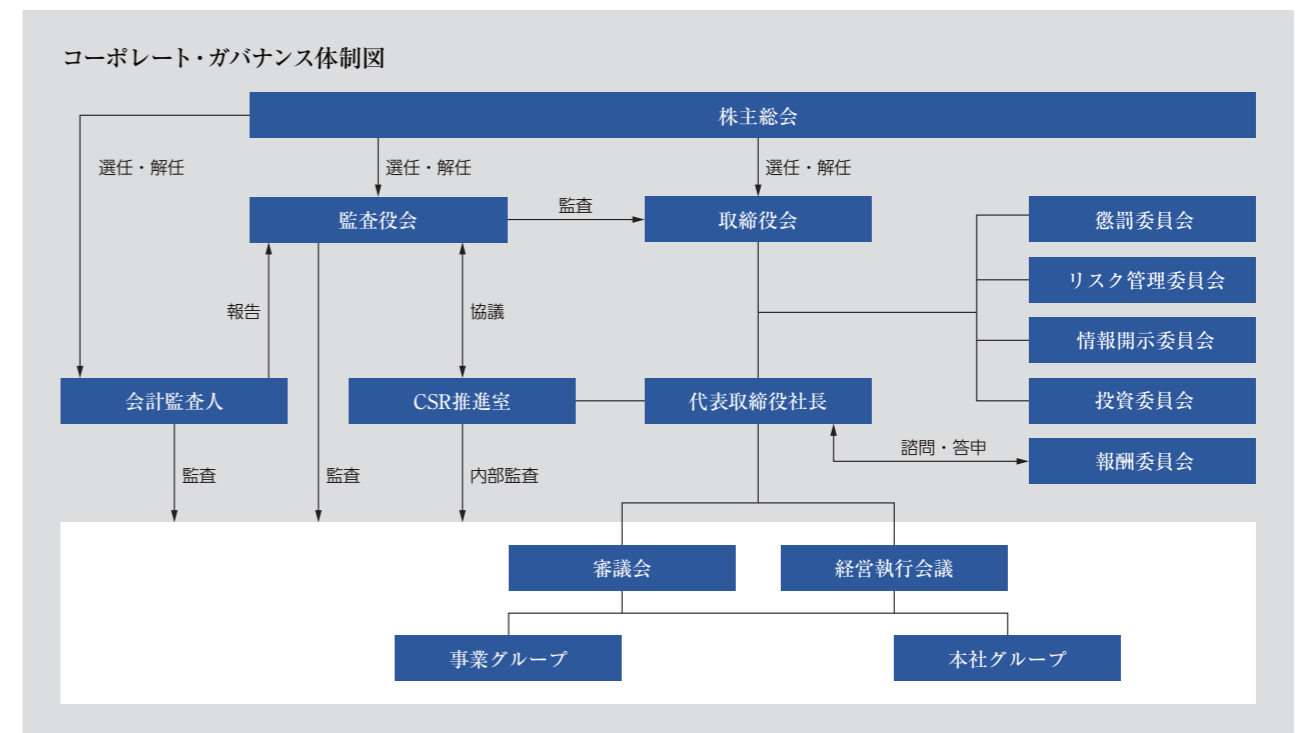 コーポレート・ガバナンス体制図
株主総会
選任・解任
選任・解任
選任・解任
監査役会
監査
取締役会
懲罰委員会
リスク管理委員会
報告
協議
情報開示委員会
会計監査人
CSR推進室
代表取締役社長
投資委員会
諮問・答申
報酬委員会
監査
監査
内部監査
審議会
経営執行会議
事業グループ
本社グループ